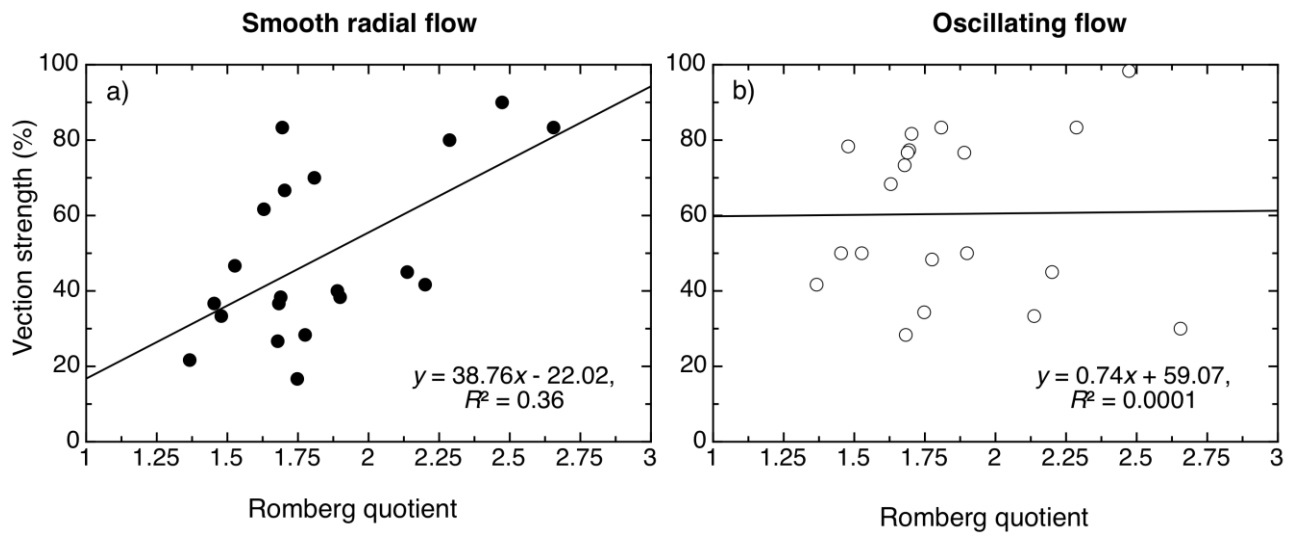 Smooth radial flow
Oscillating flow
Vection strength (%)
100
80
60
40
20
0
a)
y = 38.76x - 22.02,
R² = 0.36
1 1.25 1.5 1.75 2 2.25 2.5 2.75 3
Romberg quotient
100
80
60
40
20
0
b)
y = 0.74x + 59.07,
R² = 0.0001
1 1.25 1.5 1.75 2 2.25 2.5 2.75 3
Romberg quotient